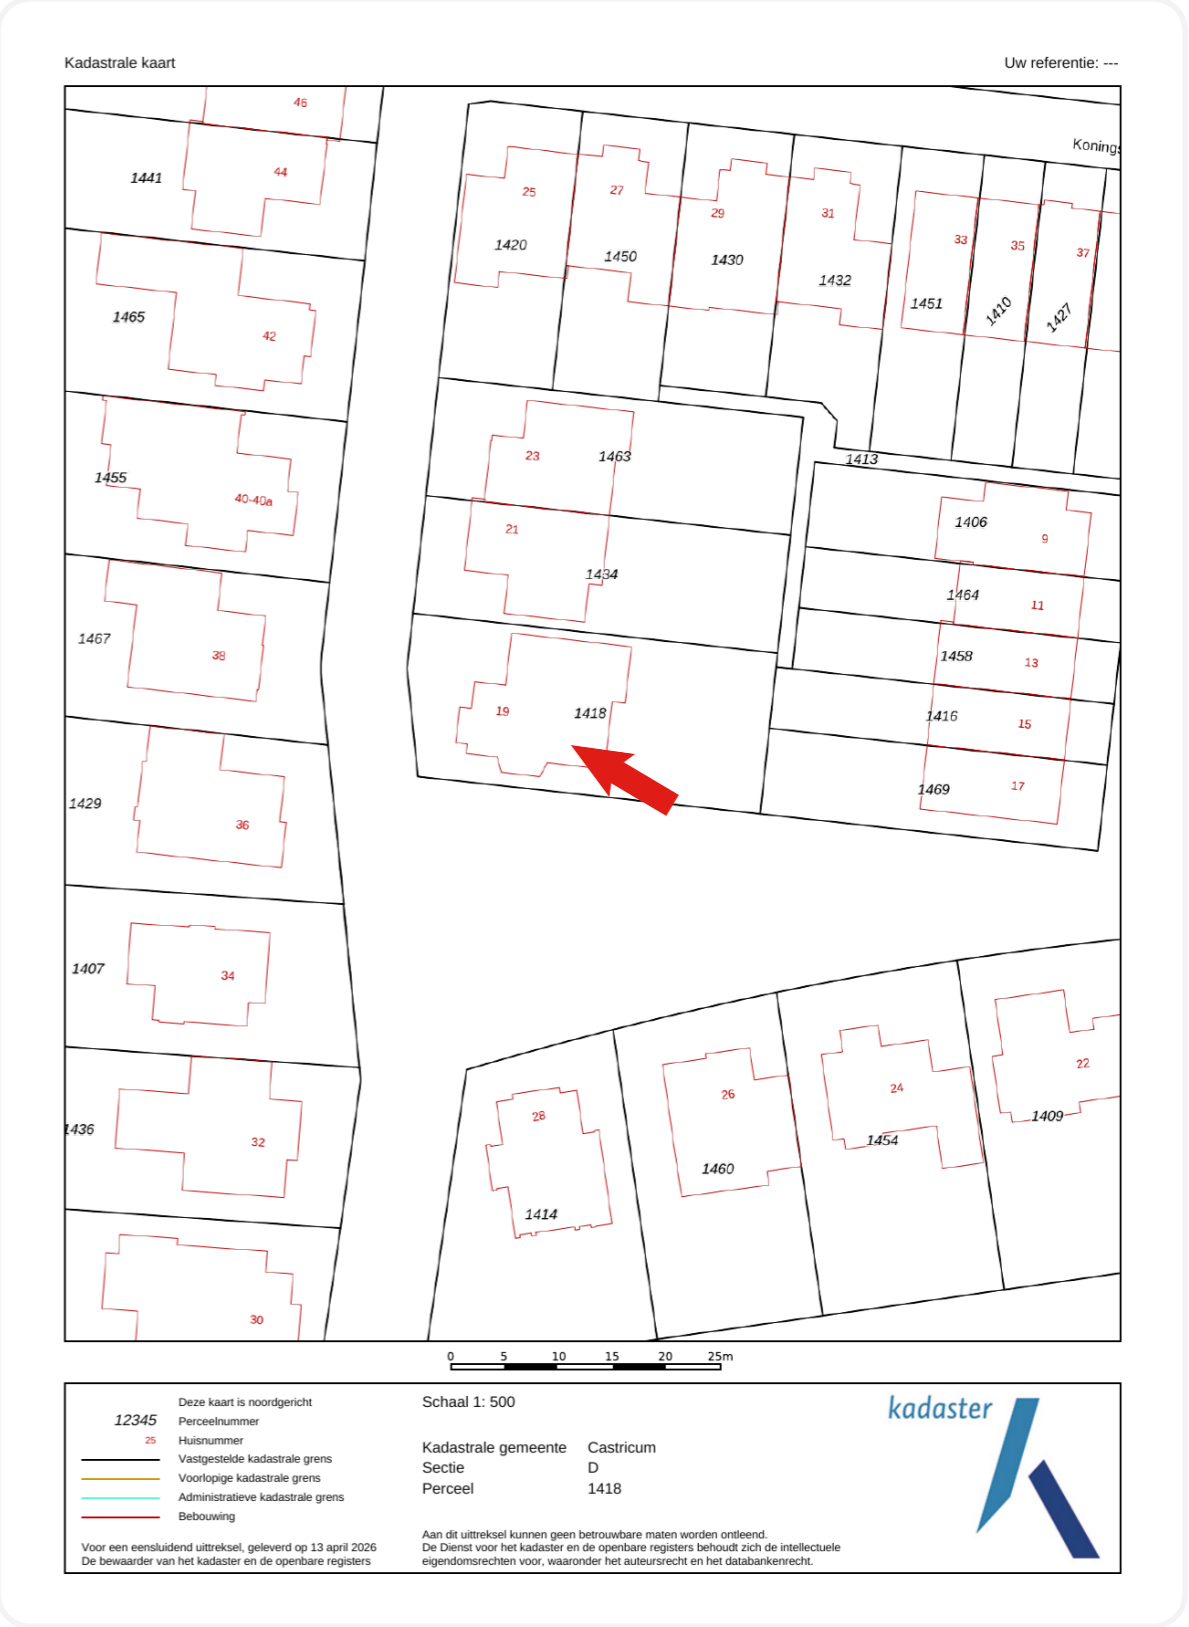 Kadastrale kaart
Uw referentie: ---
46
44
1441
25
27
29
31
33
35
37
1420
1450
1430
1432
1451
1410
1427
1465
42
1455
40-40a
23
1463
1413
1406
9
21
1434
1464
11
1467
38
1458
13
19
1418
1416
15
1429
36
1469
17
1407
34
22
26
24
28
1409
1436
32
1454
1460
1414
30
0 5 10 15 20 25m
Deze kaart is noordgericht
12345 Perceelnummer
25 Huisnummer
Vastgestelde kadastrale grens
Voorlopige kadastrale grens
Administratieve kadastrale grens
Bebouwing
Voor een eensluidend uittreksel, geleverd op 13 april 2026
De bewaarder van het kadaster en de openbare registers
Schaal 1: 500
Kadastrale gemeente Castricum
Sectie D
Perceel 1418
Aan dit uittreksel kunnen geen betrouwbare maten worden ontleend.
De Dienst voor het kadaster en de openbare registers behoudt zich de intellectuele
eigendomsrechten voor, waaronder het auteursrecht en het databankenrecht.
kadaster